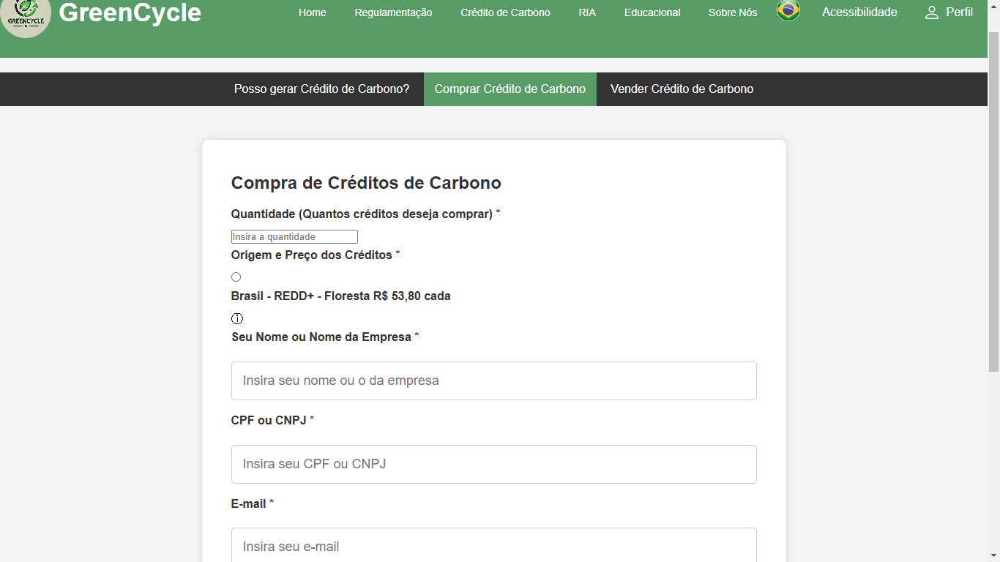 GREENCYCLE
GreenCycle
Home Regulamentação Crédito de Carbono RIA Educacional Sobre Nós Acessibilidade Perfil
Posso gerar Crédito de Carbono? Comprar Crédito de Carbono Vender Crédito de Carbono
Compra de Créditos de Carbono
Quantidade (Quantos créditos deseja comprar) *
Insira a quantidade
Origem e Preço dos Créditos *
Brasil - REDD+ - Floresta R$ 53,80 cada
Seu Nome ou Nome da Empresa *
Insira seu nome ou o da empresa
CPF ou CNPJ *
Insira seu CPF ou CNPJ
E-mail *
Insira seu e-mail